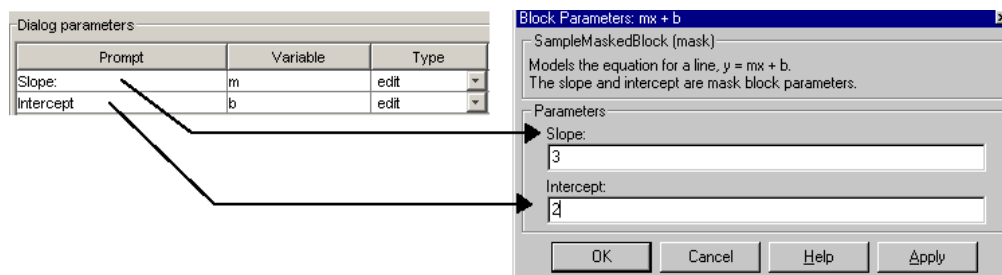 Dialog parameters
Prompt Variable Type
Slope: m edit
Intercept b edit
Block Parameters: mx + b
SampleMaskedBlock (mask)
Models the equation for a line, y = mx + b.
The slope and intercept are mask block parameters.
Parameters
Slope:
3
Intercept:
2
OK Cancel Help Apply